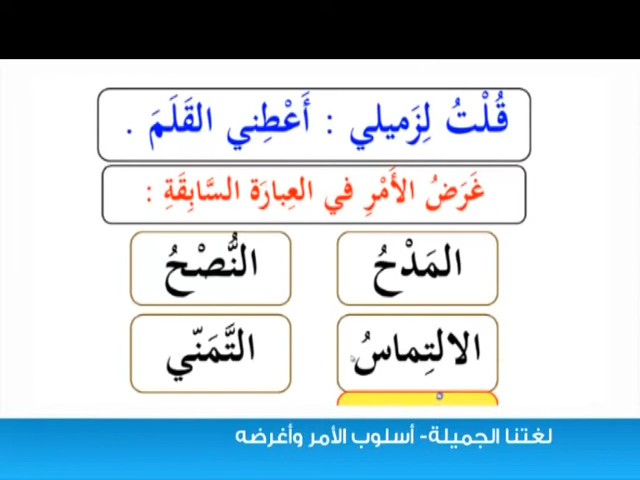 قُلْتُ لِزَميلي : أَعْطِني القَلَمَ .
غَرَضُ الأَمْرِ في العِبارَة السَّابِقَةِ :
المَدْحُ
النُّصْحُ
الالتِماسُ
التَّمَنّي
لغتنا الجميلة- أسلوب الأمر وأغرضه